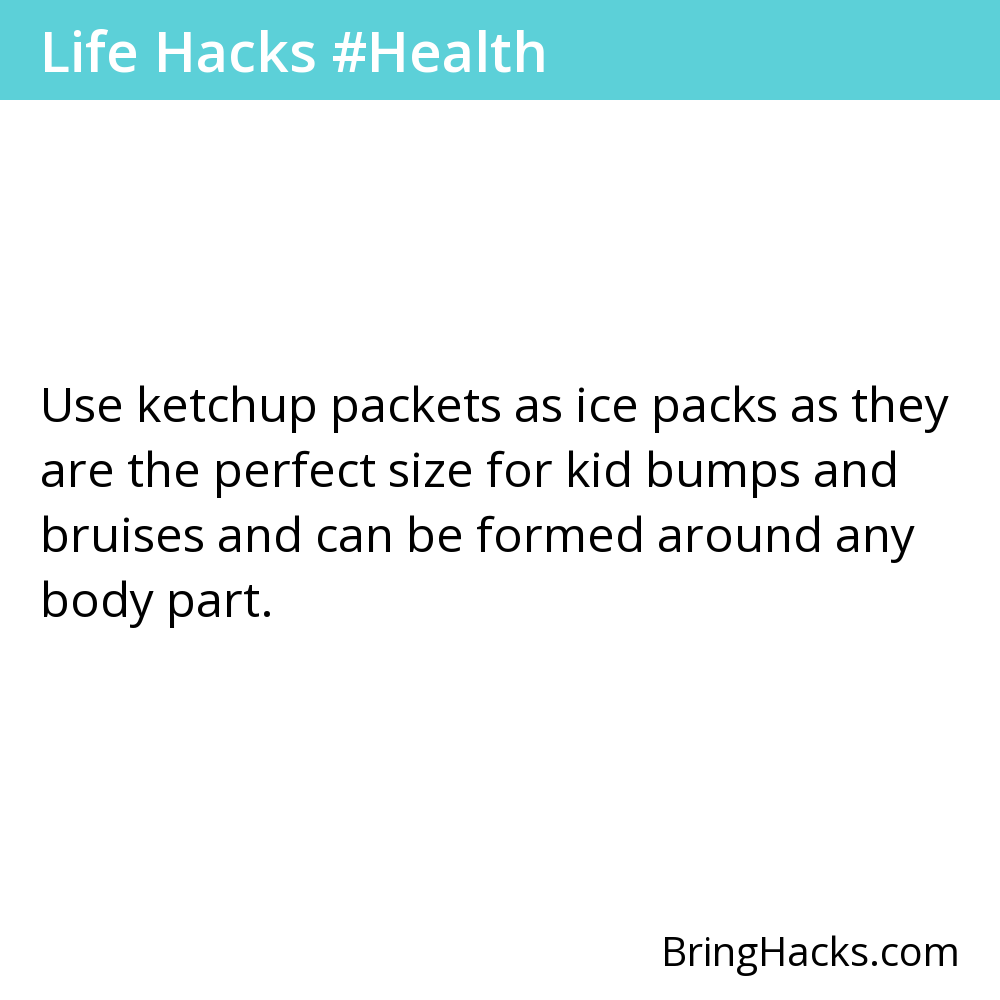 Life Hacks #Health
Use ketchup packets as ice packs as they
are the perfect size for kid bumps and
bruises and can be formed around any
body part.
BringHacks.com